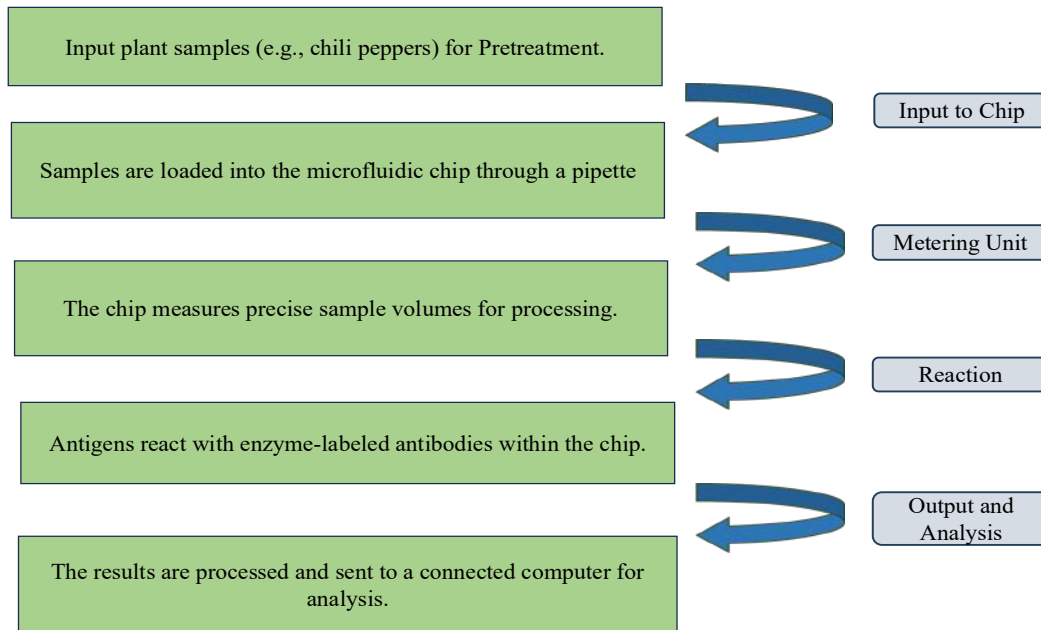 Input plant samples (e.g., chili peppers) for Pretreatment.
Input to Chip
Samples are loaded into the microfluidic chip through a pipette
Metering Unit
The chip measures precise sample volumes for processing.
Reaction
Antigens react with enzyme-labeled antibodies within the chip.
Output and
Analysis
The results are processed and sent to a connected computer for
analysis.